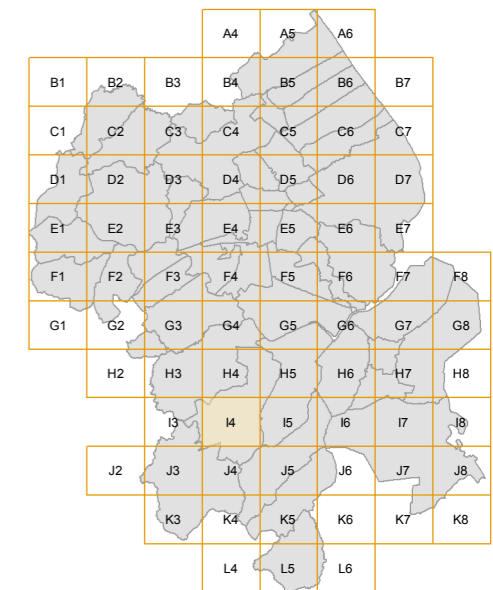 A4 A5 A6
B1 B2 B3 B4 B5 B6 B7
C1 C2 C3 C4 C5 C6 C7
D1 D2 D3 D4 D5 D6 D7
E1 E2 E3 E4 E5 E6 E7
F1 F2 F3 F4 F5 F6 F7 F8
G1 G2 G3 G4 G5 G6 G7 G8
H2 H3 H4 H5 H6 H7 H8
I3 I4 I5 I6 I7 I8
J2 J3 J4 J5 J6 J7 J8
K3 K4 K5 K6 K7 K8
L4 L5 L6